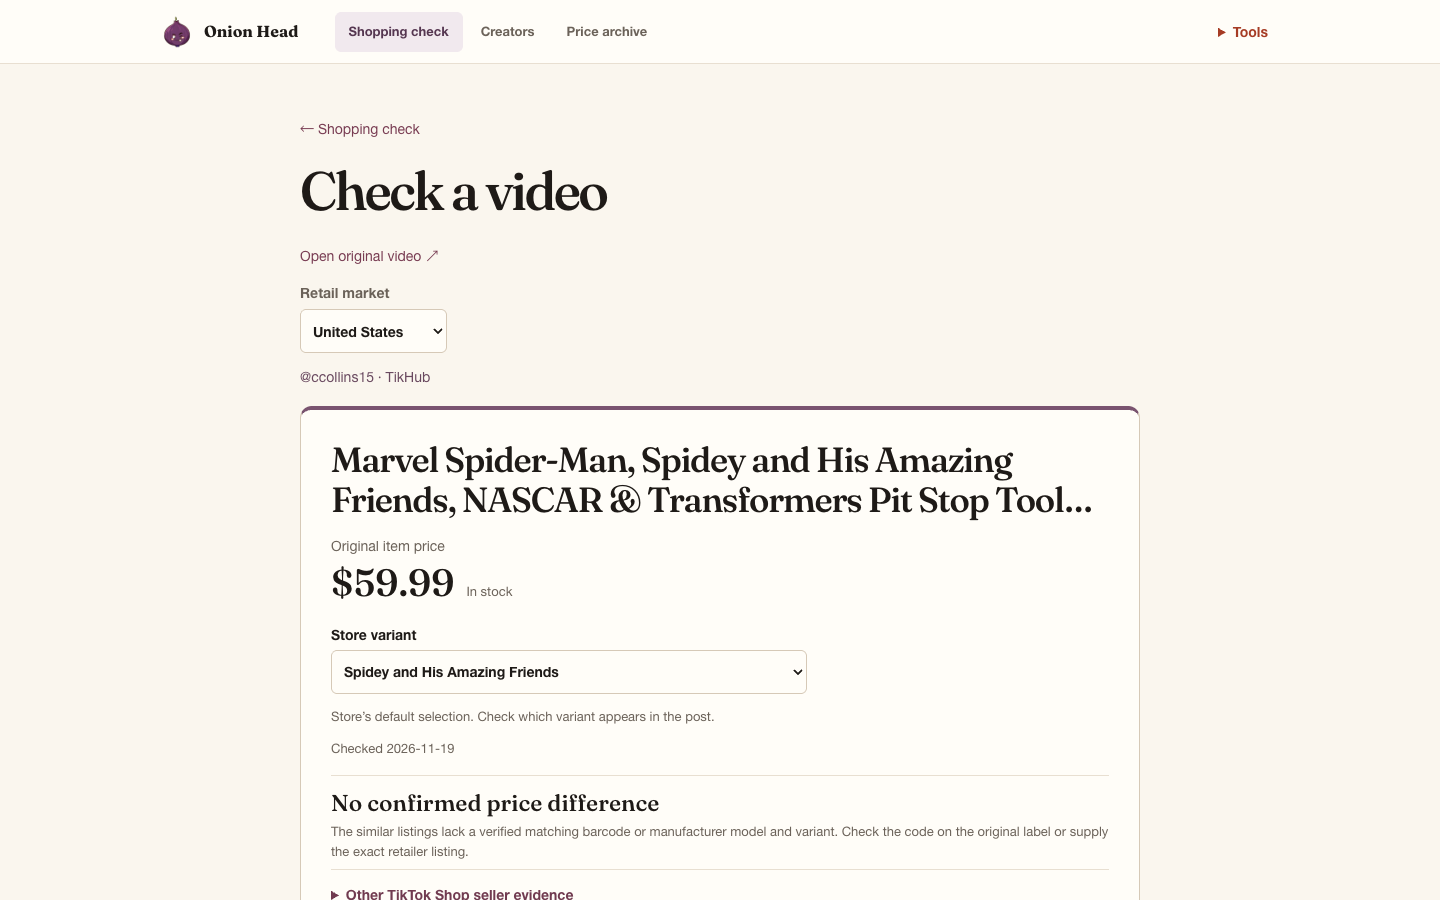 Onion Head
Shopping check
Creators
Price archive
▶ Tools
← Shopping check
Check a video
Open original video ↗
Retail market
United States
@ccollins15 · TikHub
Marvel Spider-Man, Spidey and His Amazing
Friends, NASCAR & Transformers Pit Stop Tool...
Original item price
$59.99 In stock
Store variant
Spidey and His Amazing Friends
Store’s default selection. Check which variant appears in the post.
Checked 2026-11-19
No confirmed price difference
The similar listings lack a verified matching barcode or manufacturer model and variant. Check the code on the original label or supply
the exact retailer listing.
▶ Other TikTok Shop seller evidence